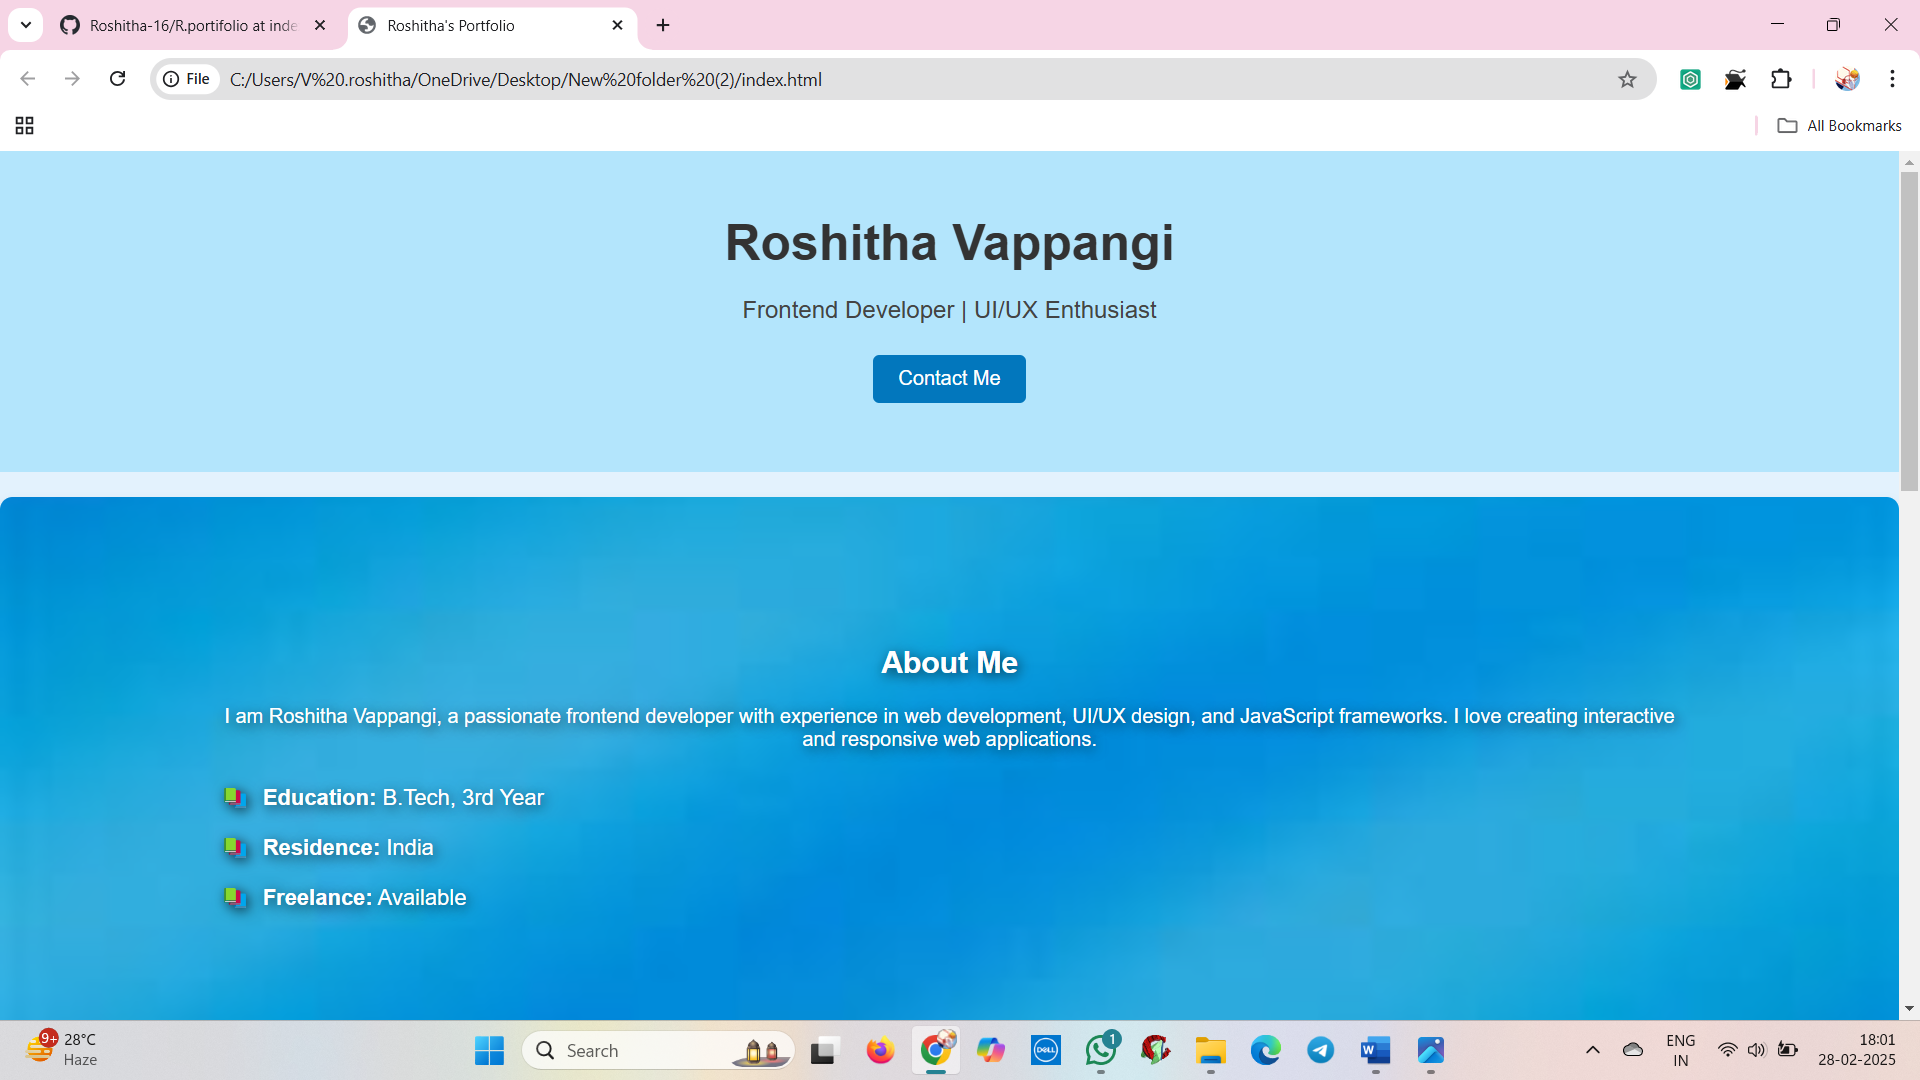 Roshitha-16/R.portifolio at inde
Roshitha's Portfolio
File
C:/Users/V%20.roshitha/OneDrive/Desktop/New%20folder%20(2)/index.html
All Bookmarks
Roshitha Vappangi
Frontend Developer | UI/UX Enthusiast
Contact Me
About Me
I am Roshitha Vappangi, a passionate frontend developer with experience in web development, UI/UX design, and JavaScript frameworks. I love creating interactive
and responsive web applications.
Education: B.Tech, 3rd Year
Residence: India
Freelance: Available
9+
28°C
Haze
Search
DELL
1
W
ENG
IN
18:01
28-02-2025